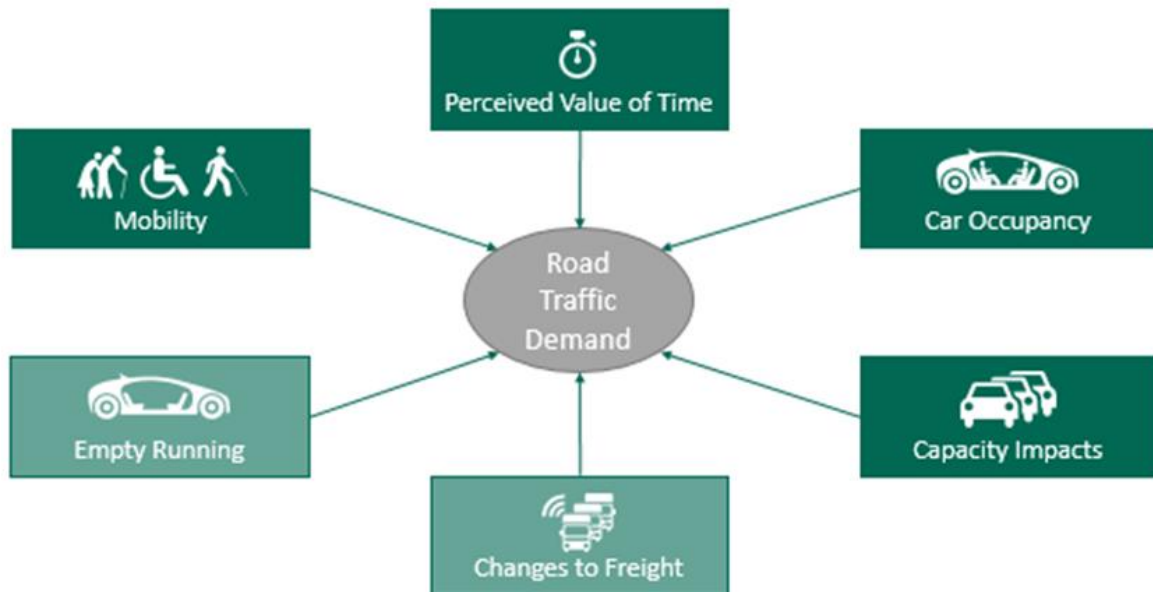 Perceived Value of Time
Mobility
Car Occupancy
Road
Traffic
Demand
Empty Running
Capacity Impacts
Changes to Freight